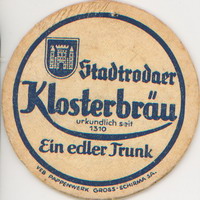 Stadtrodaer
Klosterbräu
urkundlich seit
1310
Ein edler Trunk
VEB PAPPENWERK GROSS-SCHIRMA SA.